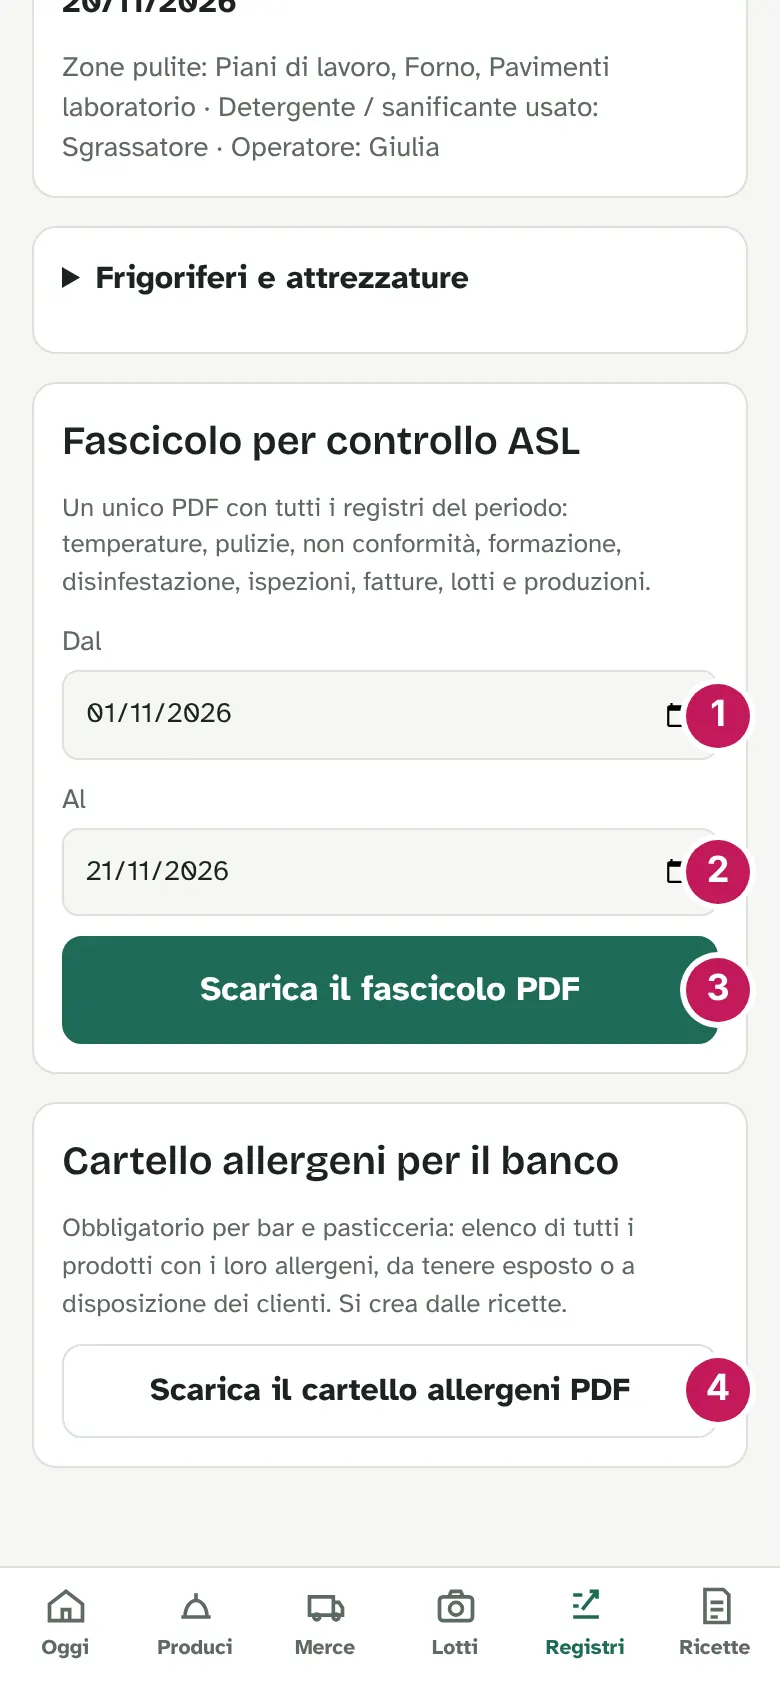 20/11/2026
Zone pulite: Piani di lavoro, Forno, Pavimenti
laboratorio · Detergente / sanificante usato:
Sgrassatore · Operatore: Giulia
▶ Frigoriferi e attrezzature
Fascicolo per controllo ASL
Un unico PDF con tutti i registri del periodo:
temperature, pulizie, non conformità, formazione,
disinfestazione, ispezioni, fatture, lotti e produzioni.
Dal
01/11/2026 1
Al
21/11/2026 2
Scarica il fascicolo PDF 3
Cartello allergeni per il banco
Obbligatorio per bar e pasticceria: elenco di tutti i
prodotti con i loro allergeni, da tenere esposto o a
disposizione dei clienti. Si crea dalle ricette.
Scarica il cartello allergeni PDF 4
Oggi Produci Merce Lotti Registri Ricette